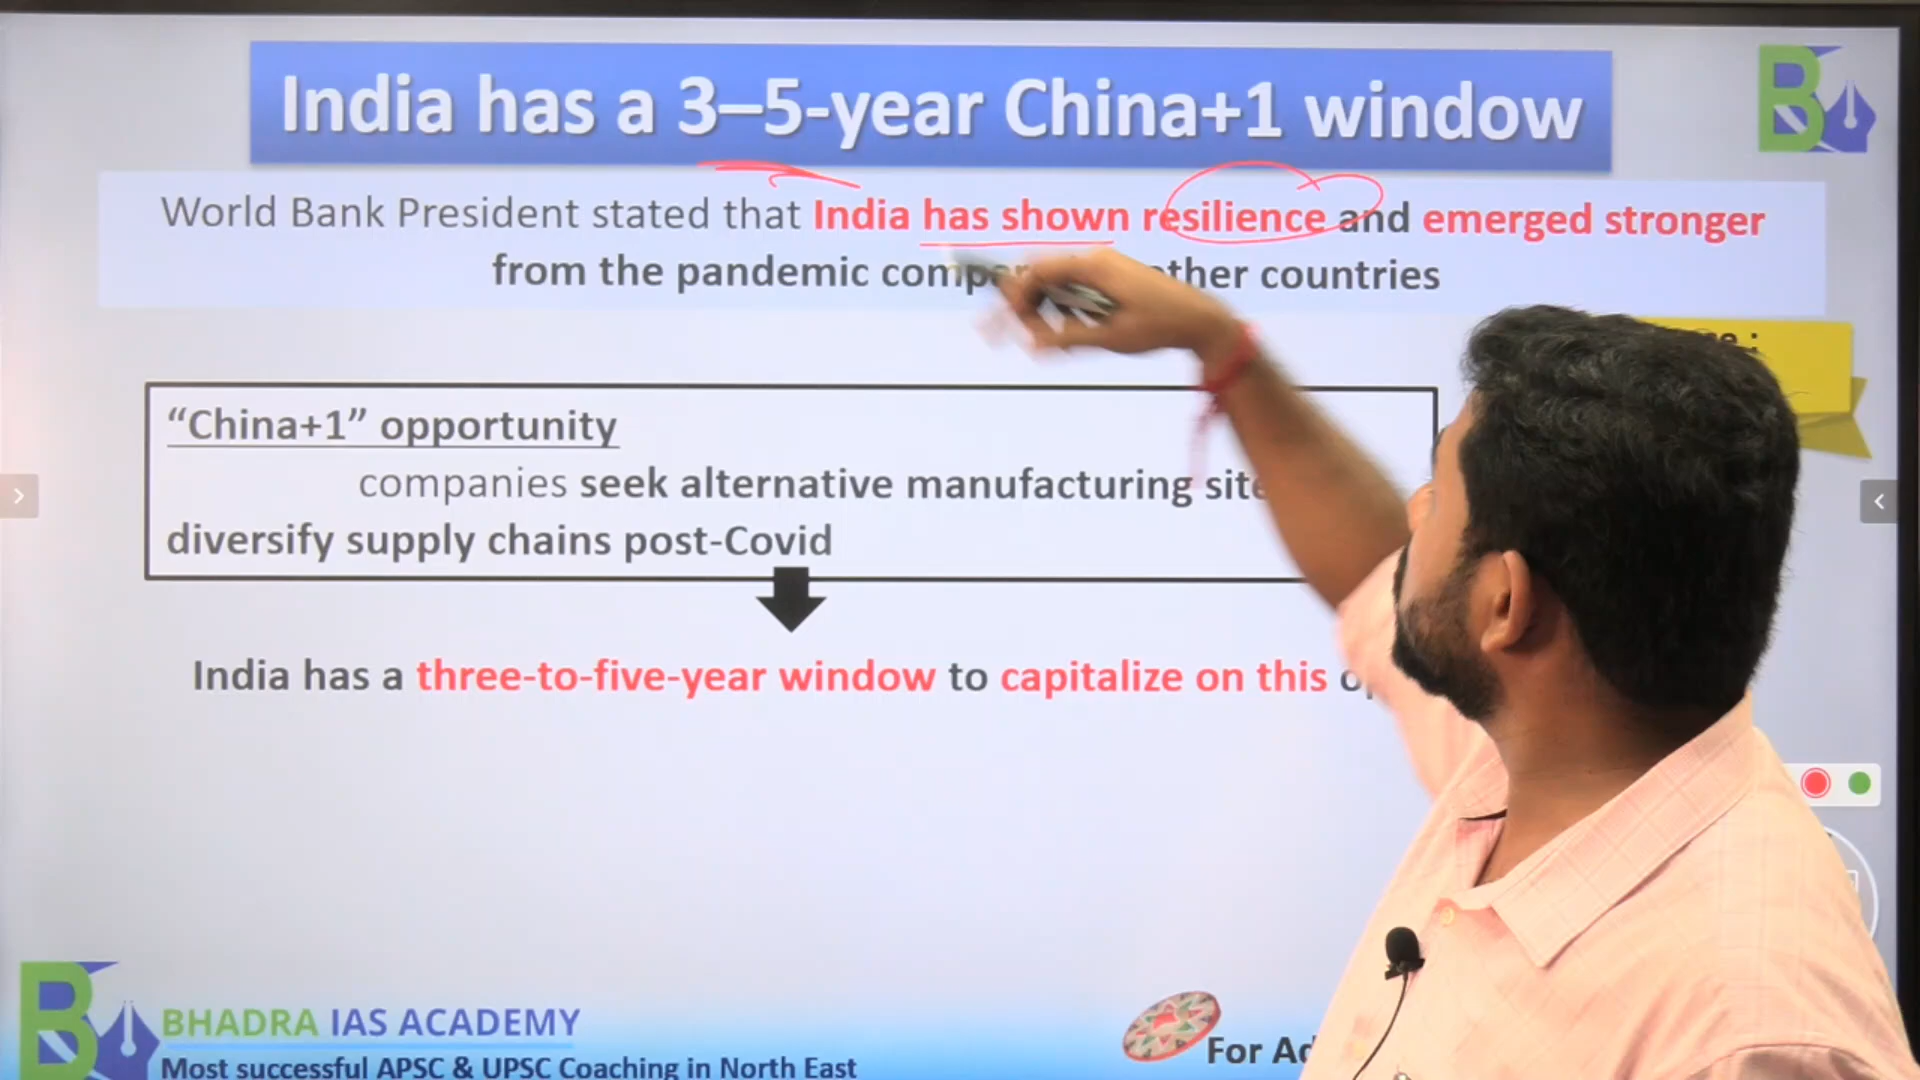 India has a 3–5-year China+1 window
World Bank President stated that India has shown resilience and emerged stronger
from the pandemic other countries
“China+1” opportunity
companies seek alternative manufacturing
diversify supply chains post-Covid
India has a three-to-five-year window to capitalize on this
BHADRA IAS ACADEMY
Most successful APSC & UPSC Coaching in North East
For